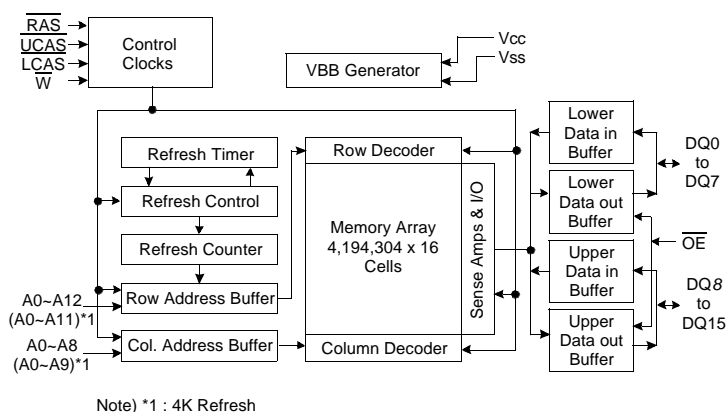 RAS
UCAS
LCAS
W
Control
Clocks
VBB Generator
Vcc
Vss
Refresh Timer
Refresh Control
Refresh Counter
Row Address Buffer
Col. Address Buffer
A0~A12
(A0~A11)*1
A0~A8
(A0~A9)*1
Row Decoder
Memory Array
4,194,304 x 16
Cells
Sense Amps & I/O
Column Decoder
Lower
Data in
Buffer
Lower
Data out
Buffer
Upper
Data in
Buffer
Upper
Data out
Buffer
DQ0
to
DQ7
OE
DQ8
to
DQ15
Note) *1 : 4K Refresh